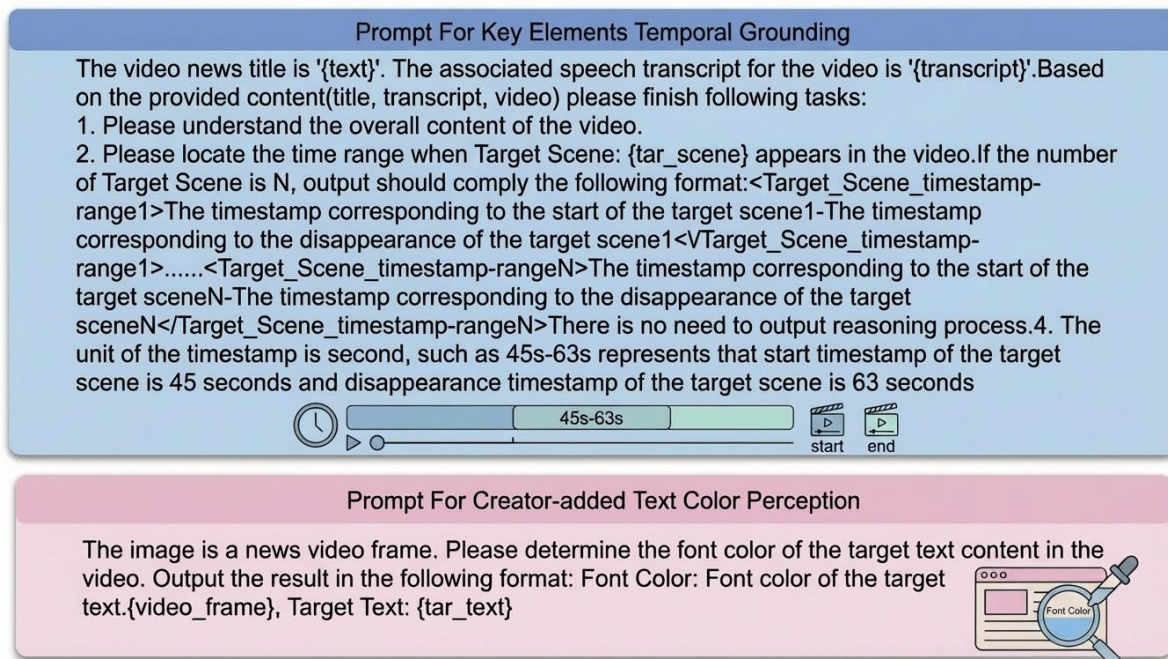 Prompt For Key Elements Temporal Grounding
The video news title is '{text}'. The associated speech transcript for the video is '{transcript}'.Based
on the provided content(title, transcript, video) please finish following tasks:
1. Please understand the overall content of the video.
2. Please locate the time range when Target Scene: {tar_scene} appears in the video.If the number
of Target Scene is N, output should comply the following format:<Target_Scene_timestamp-
range1>The timestamp corresponding to the start of the target scene1-The timestamp
corresponding to the disappearance of the target scene1<\/Target_Scene_timestamp-
range1>......<Target_Scene_timestamp-rangeN>The timestamp corresponding to the start of the
target sceneN-The timestamp corresponding to the disappearance of the target
sceneN</Target_Scene_timestamp-rangeN>There is no need to output reasoning process.4. The
unit of the timestamp is second, such as 45s-63s represents that start timestamp of the target
scene is 45 seconds and disappearance timestamp of the target scene is 63 seconds
45s-63s
start end
Prompt For Creator-added Text Color Perception
The image is a news video frame. Please determine the font color of the target text content in the
video. Output the result in the following format: Font Color: Font color of the target
text.{video_frame}, Target Text: {tar_text}
Font Color